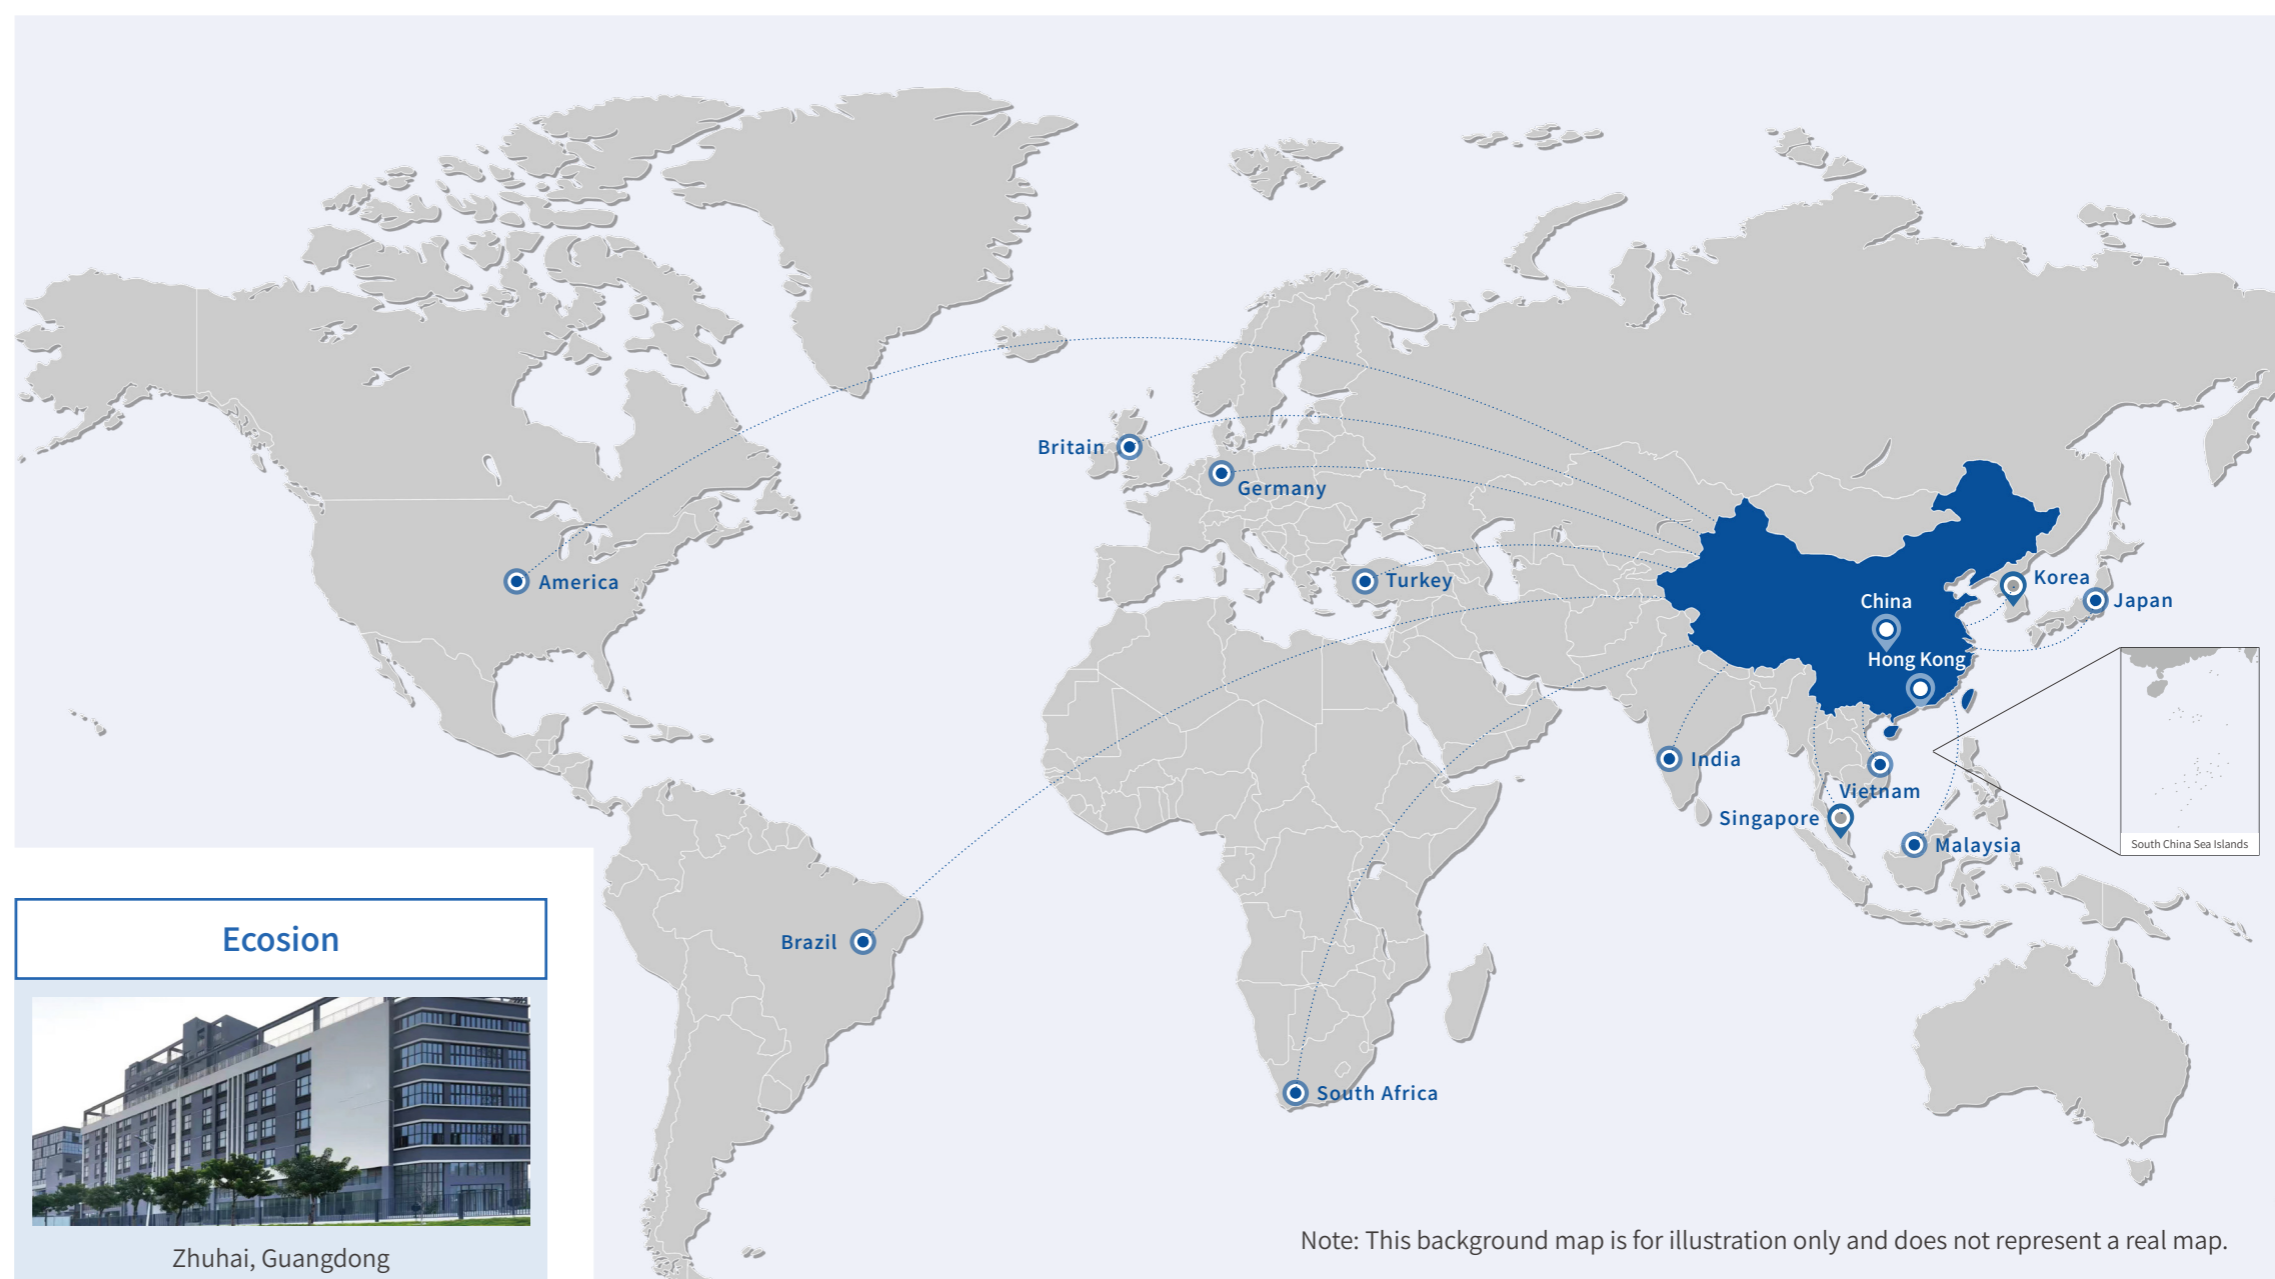 Britain
Germany
America
Turkey
Korea
China
Japan
Hong Kong
India
Vietnam
Singapore
Malaysia
South China Sea Islands
Brazil
South Africa
Ecosion
Zhuhai, Guangdong
Note: This background map is for illustration only and does not represent a real map.